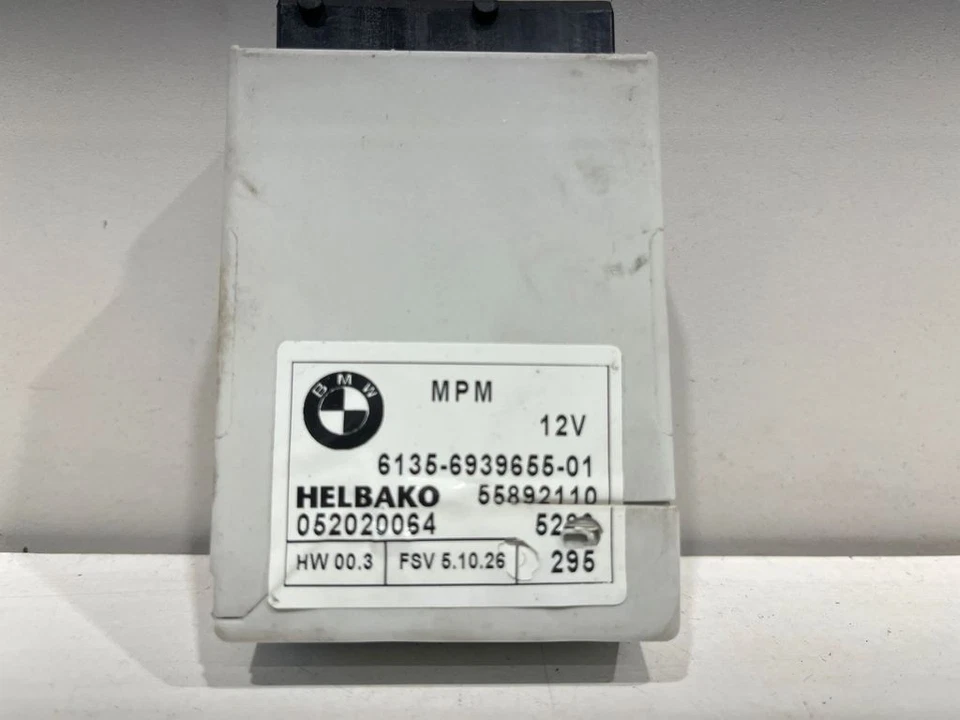 BMW
MPM
12V
6135-6939655-01
HELBAKO 55892110
052020064
HW 00.3 FSV 5.10.26 295